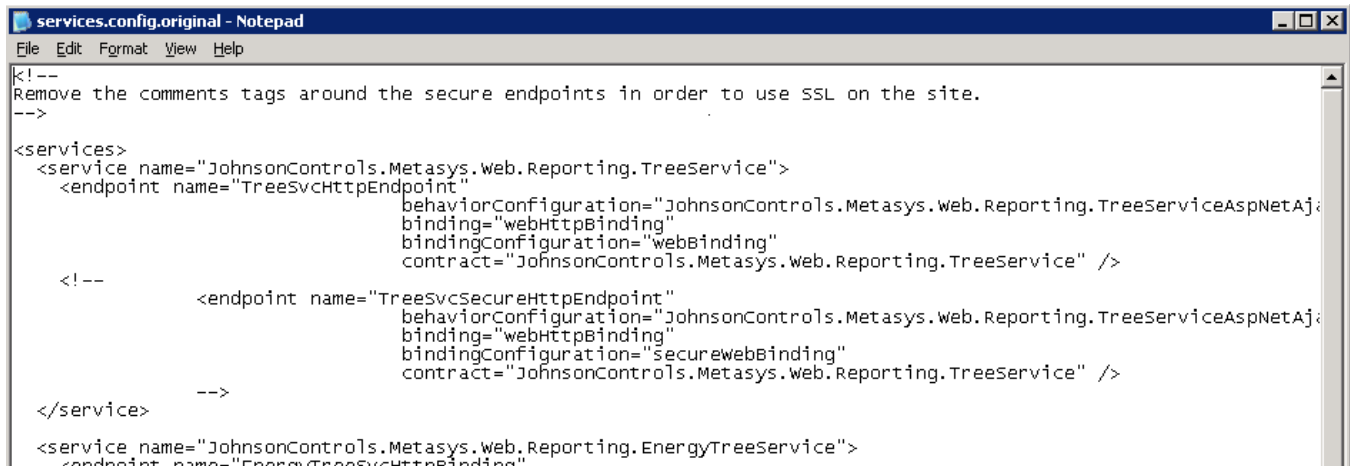 services.config.original - Notepad
File Edit Format View Help
<!--
Remove the comments tags around the secure endpoints in order to use SSL on the site.
-->
<services>
<service name="JohnsonControls.Metasys.Web.Reporting.TreeService">
<endpoint name="TreeSvcHttpEndpoint"
behaviorConfiguration="JohnsonControls.Metasys.Web.Reporting.TreeServiceAspNetAja
binding="webHttpBinding"
bindingConfiguration="webBinding"
contract="JohnsonControls.Metasys.Web.Reporting.TreeService" />
<!--
<endpoint name="TreeSvcSecureHttpEndpoint"
behaviorConfiguration="JohnsonControls.Metasys.Web.Reporting.TreeServiceAspNetAja
binding="webHttpBinding"
bindingConfiguration="secureWebBinding"
contract="JohnsonControls.Metasys.Web.Reporting.TreeService" />
-->
</service>
<service name="JohnsonControls.Metasys.Web.Reporting.EnergyTreeService">
<endpoint name="EnergyTreeSvcHttpBinding"